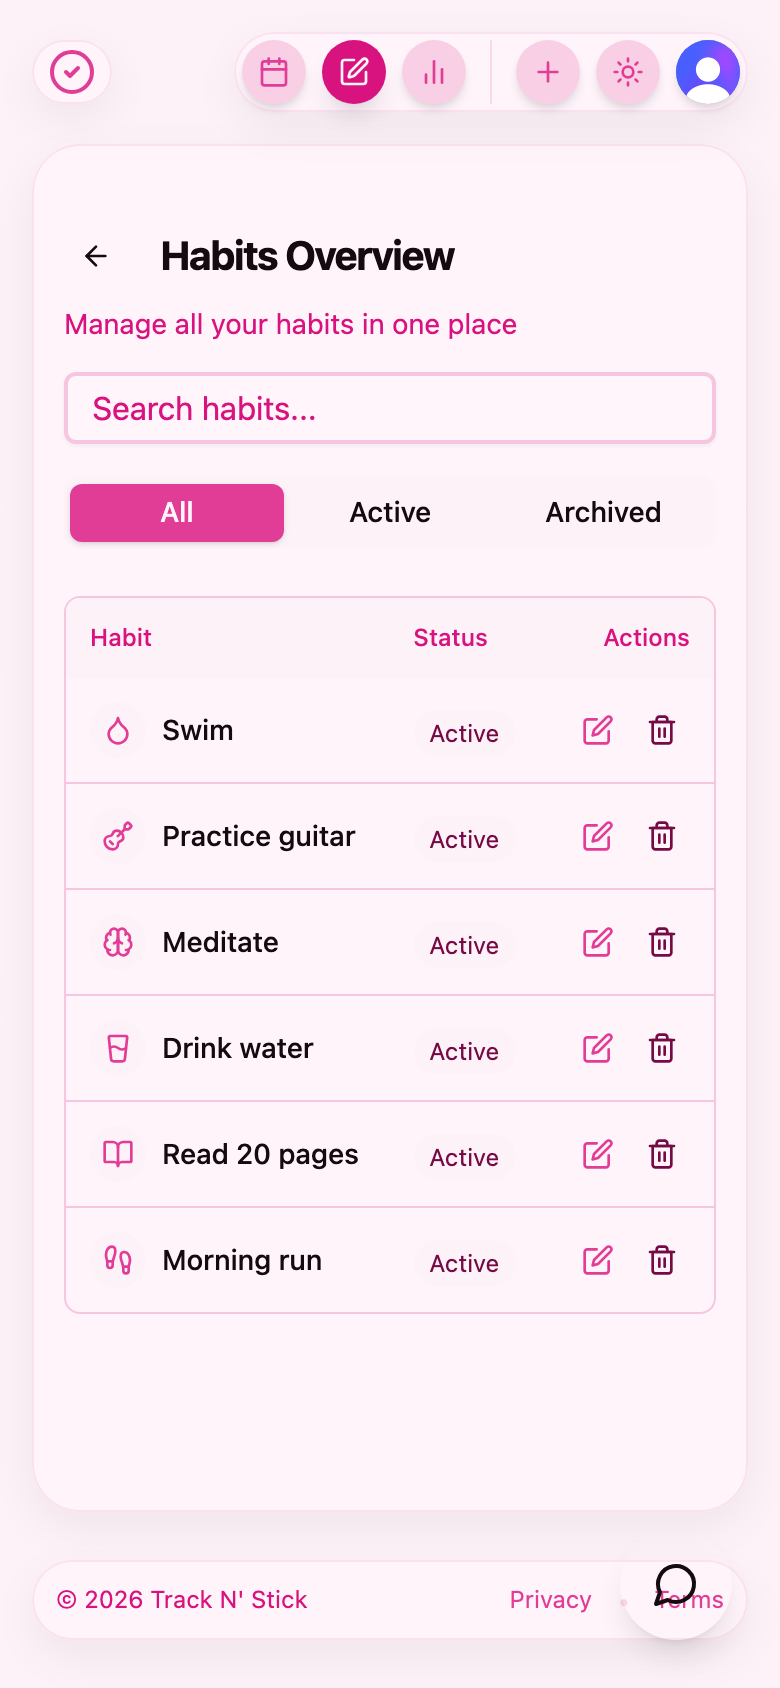 Habits Overview
Manage all your habits in one place
Search habits...
All Active Archived
Habit Status Actions
Swim Active
Practice guitar Active
Meditate Active
Drink water Active
Read 20 pages Active
Morning run Active
© 2026 Track N' Stick Privacy Terms